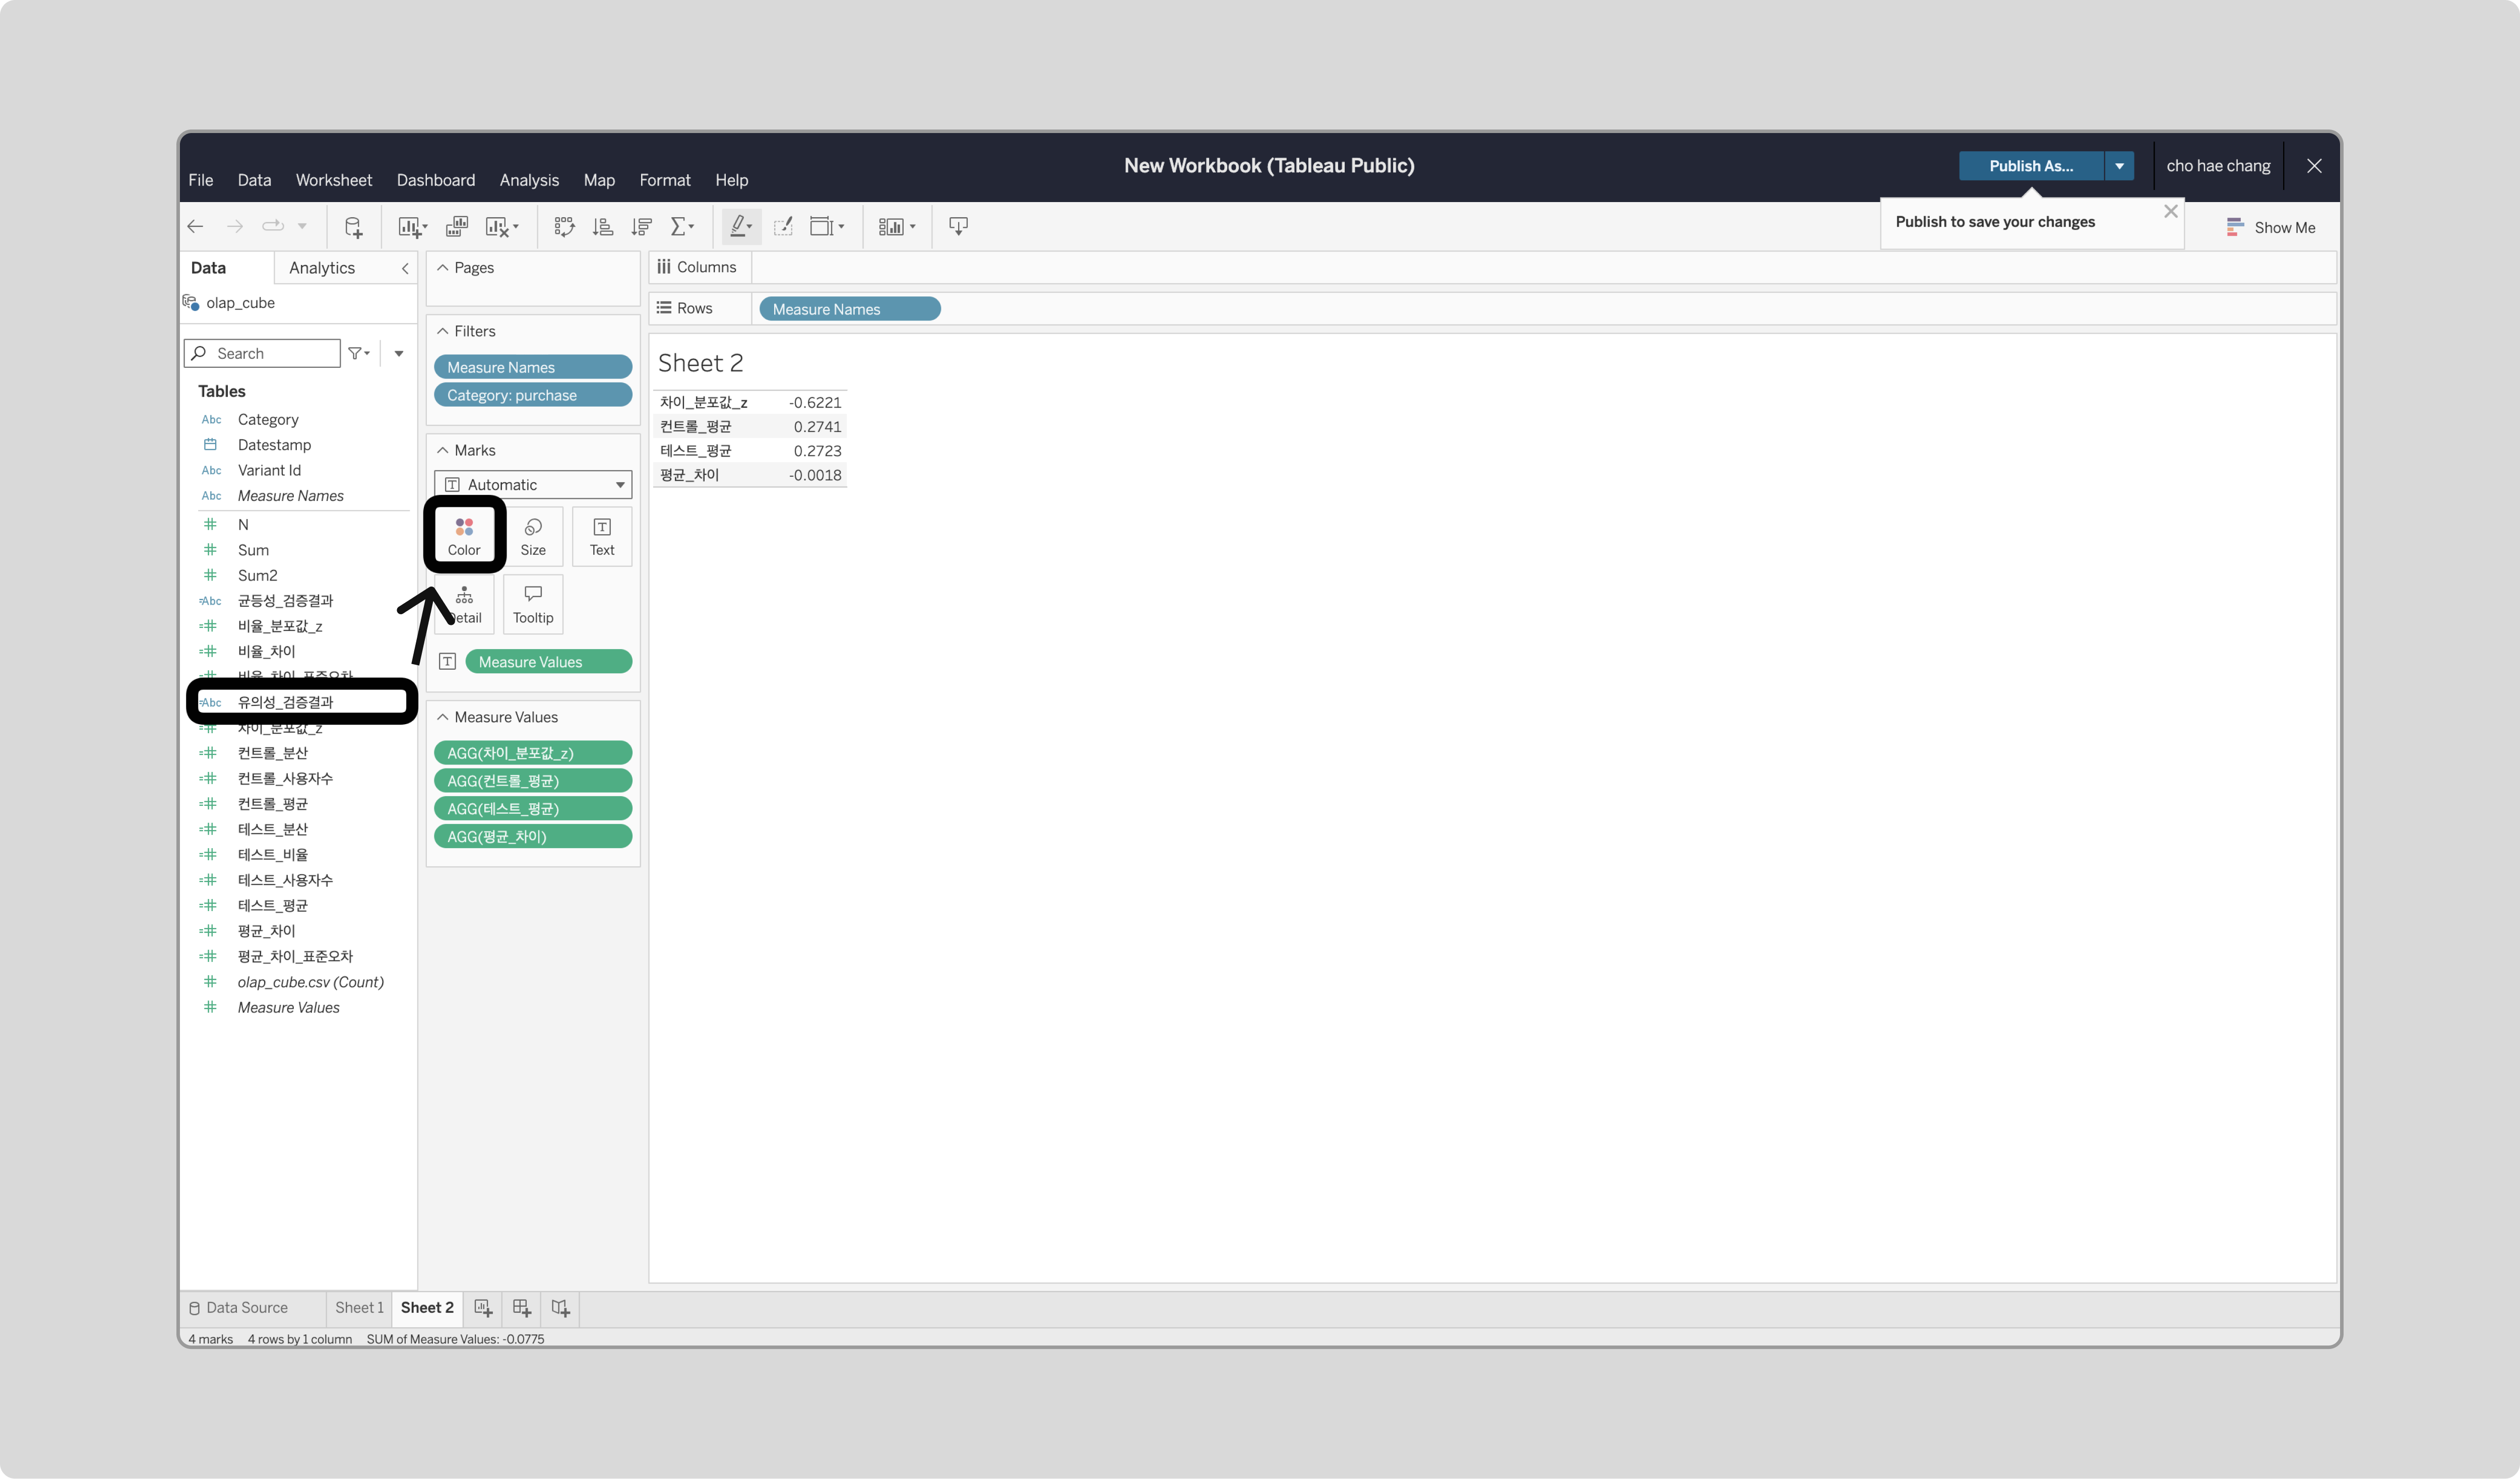 New Workbook (Tableau Public)
Publish As...
cho hae chang
File Data Worksheet Dashboard Analysis Map Format Help
Publish to save your changes
Show Me
Data Analytics
olap_cube
Search
Tables
Abc Category
Datestamp
Abc Variant Id
Abc Measure Names
N
Sum
Sum2
=Abc 균등성_검증결과
비율_분포값_z
비율_차이
비율_차이_표준오차
=Abc 유의성_검증결과
차이_분포값_z
컨트롤_분산
컨트롤_사용자수
컨트롤_평균
테스트_분산
테스트_비율
테스트_사용자수
테스트_평균
평균_차이
평균_차이_표준오차
olap_cube.csv (Count)
Measure Values
Pages
Filters
Measure Names
Category: purchase
Marks
Automatic
Color Size Text
Detail Tooltip
Measure Values
Measure Values
AGG(차이_분포값_z)
AGG(컨트롤_평균)
AGG(테스트_평균)
AGG(평균_차이)
Columns
Rows Measure Names
Sheet 2
차이_분포값_z -0.6221
컨트롤_평균 0.2741
테스트_평균 0.2723
평균_차이 -0.0018
Data Source Sheet 1 Sheet 2
4 marks 4 rows by 1 column SUM of Measure Values: -0.0775